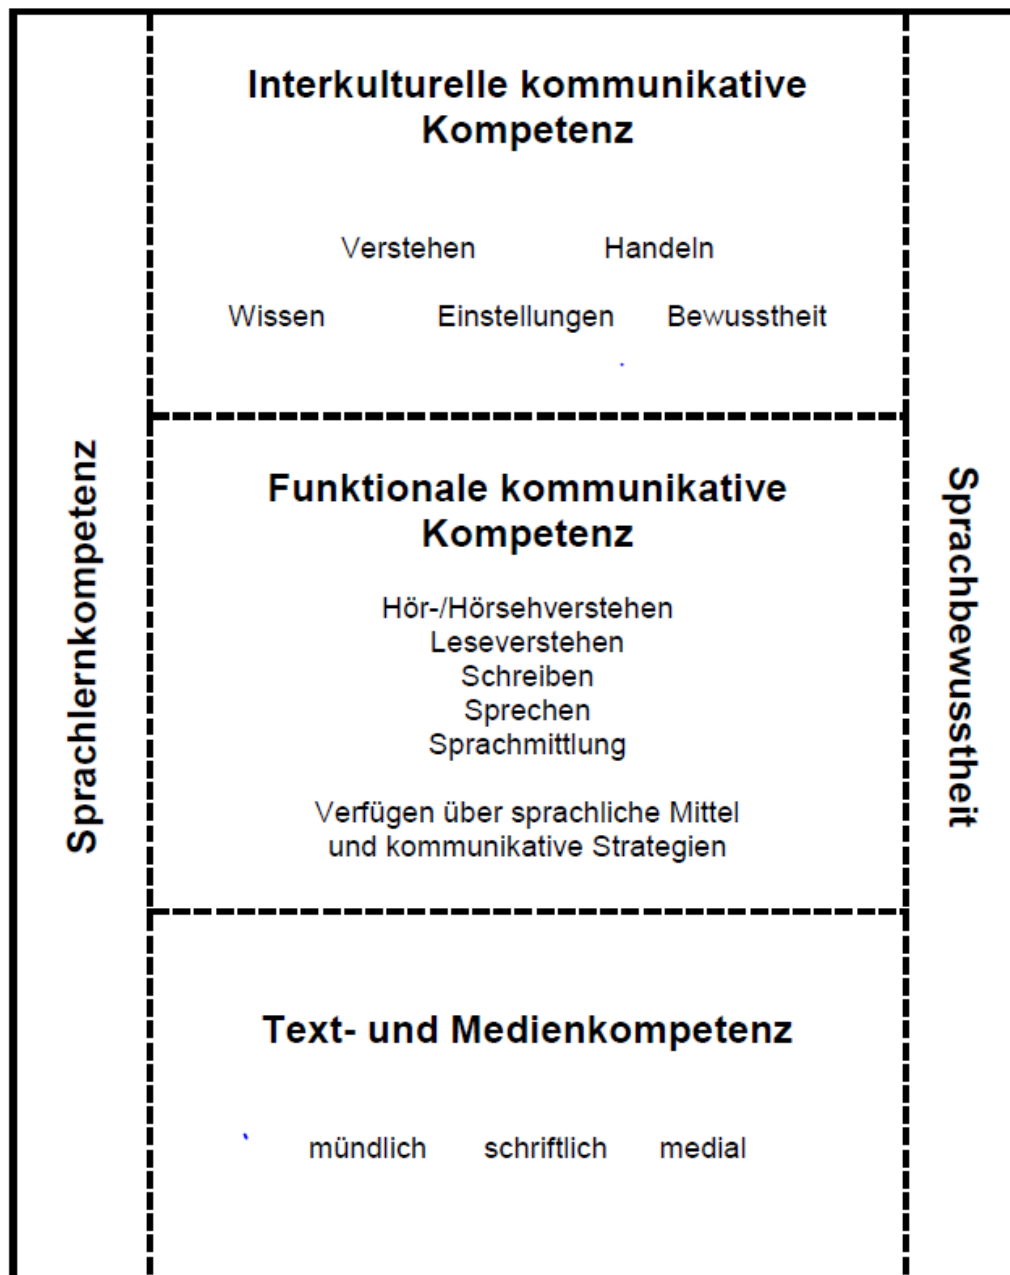 Interkulturelle kommunikative
Kompetenz
Verstehen Handeln
Wissen Einstellungen Bewusstheit
Sprachlernkompetenz
Funktionale kommunikative
Kompetenz
Hör-/Hörsehverstehen
Leseverstehen
Schreiben
Sprechen
Sprachmittlung
Verfügen über sprachliche Mittel
und kommunikative Strategien
Sprachbewusstheit
Text- und Medienkompetenz
mündlich schriftlich medial